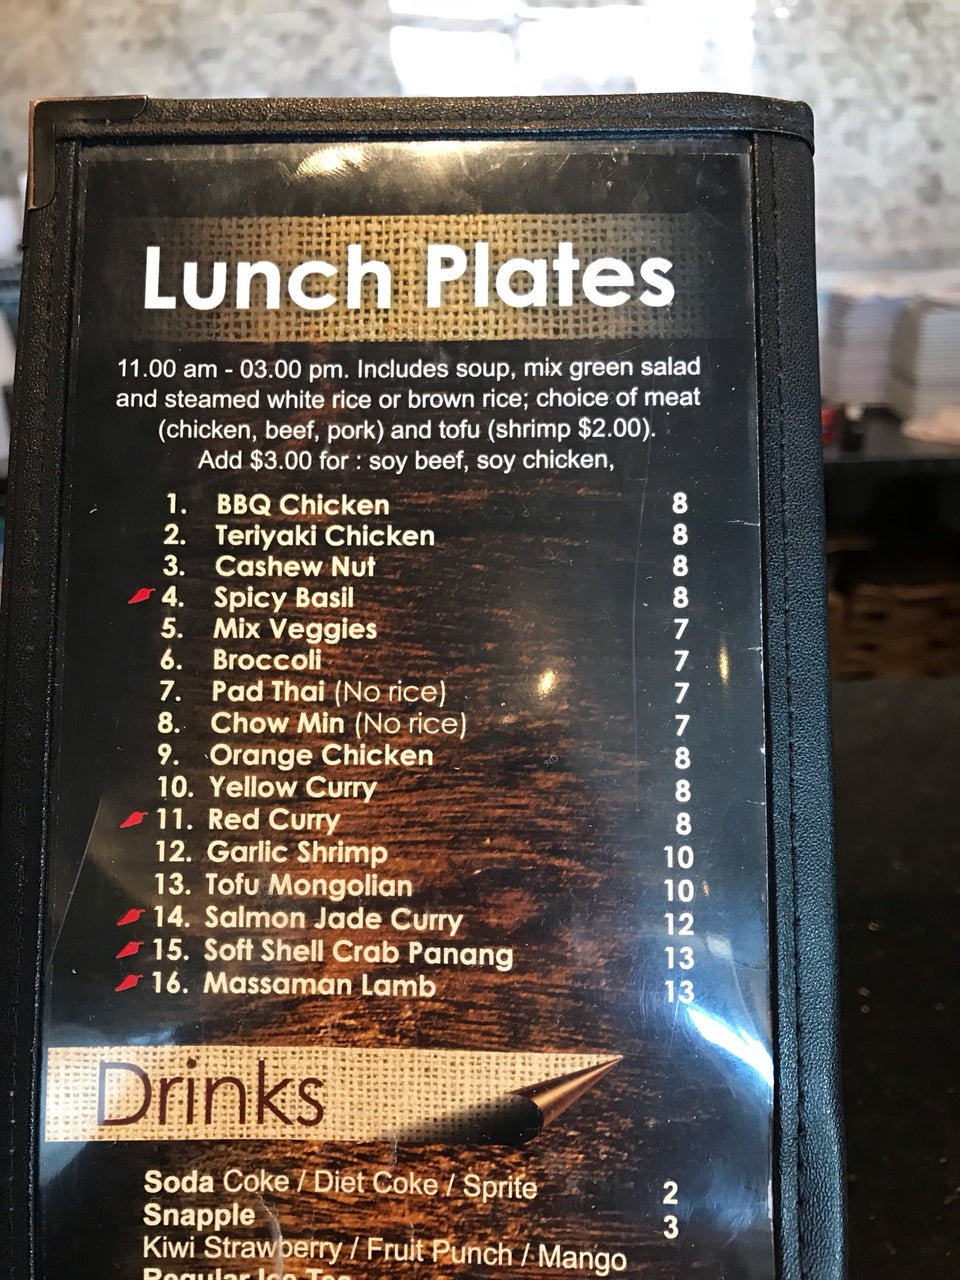 Lunch Plates
11.00 am - 03.00 pm. Includes soup, mix green salad
and steamed white rice or brown rice; choice of meat
(chicken, beef, pork) and tofu (shrimp $2.00).
Add $3.00 for : soy beef, soy chicken,
1. BBQ Chicken 8
2. Teriyaki Chicken 8
3. Cashew Nut 8
4. Spicy Basil 8
5. Mix Veggies 7
6. Broccoli 7
7. Pad Thai (No rice) 7
8. Chow Min (No rice) 7
9. Orange Chicken 8
10. Yellow Curry 8
11. Red Curry 8
12. Garlic Shrimp 10
13. Tofu Mongolian 10
14. Salmon Jade Curry 12
15. Soft Shell Crab Panang 13
16. Massaman Lamb 13
Drinks
Soda Coke / Diet Coke / Sprite 2
Snapple 3
Kiwi Strawberry / Fruit Punch / Mango
Regular Ice Tea